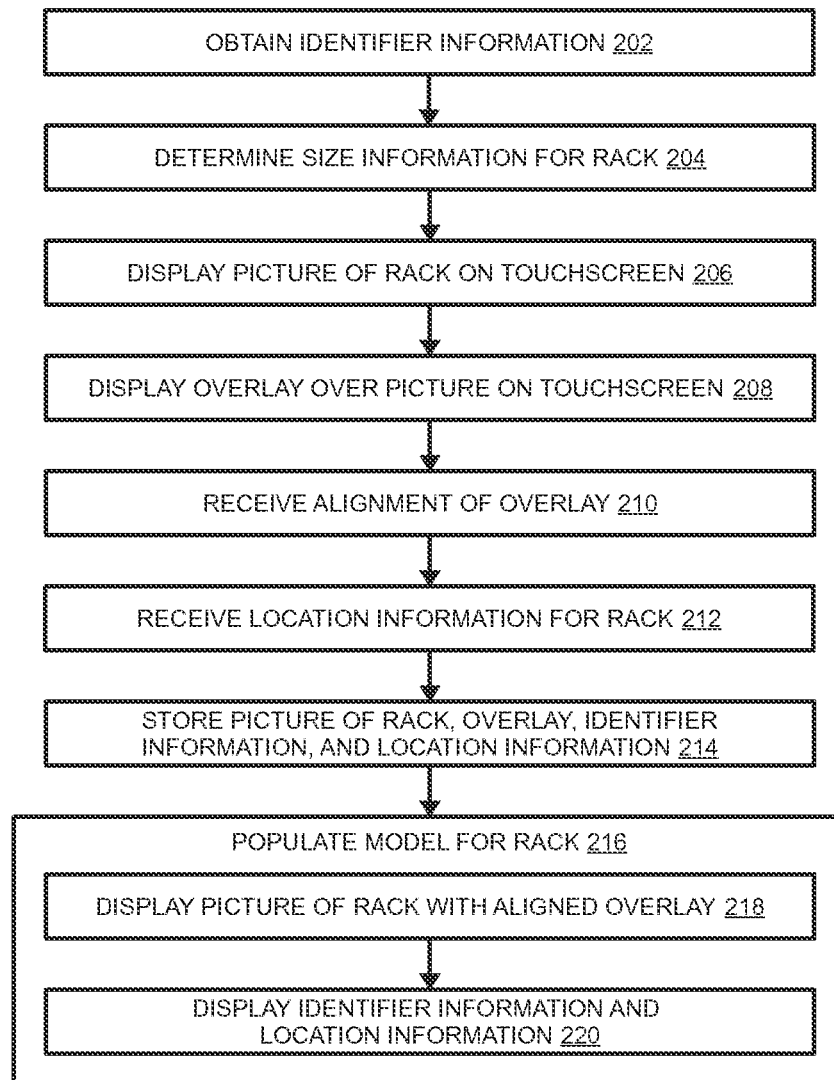 OBTAIN IDENTIFIER INFORMATION 202
DETERMINE SIZE INFORMATION FOR RACK 204
DISPLAY PICTURE OF RACK ON TOUCHSCREEN 206
DISPLAY OVERLAY OVER PICTURE ON TOUCHSCREEN 208
RECEIVE ALIGNMENT OF OVERLAY 210
RECEIVE LOCATION INFORMATION FOR RACK 212
STORE PICTURE OF RACK, OVERLAY, IDENTIFIER
INFORMATION, AND LOCATION INFORMATION 214
POPULATE MODEL FOR RACK 216
DISPLAY PICTURE OF RACK WITH ALIGNED OVERLAY 218
DISPLAY IDENTIFIER INFORMATION AND
LOCATION INFORMATION 220